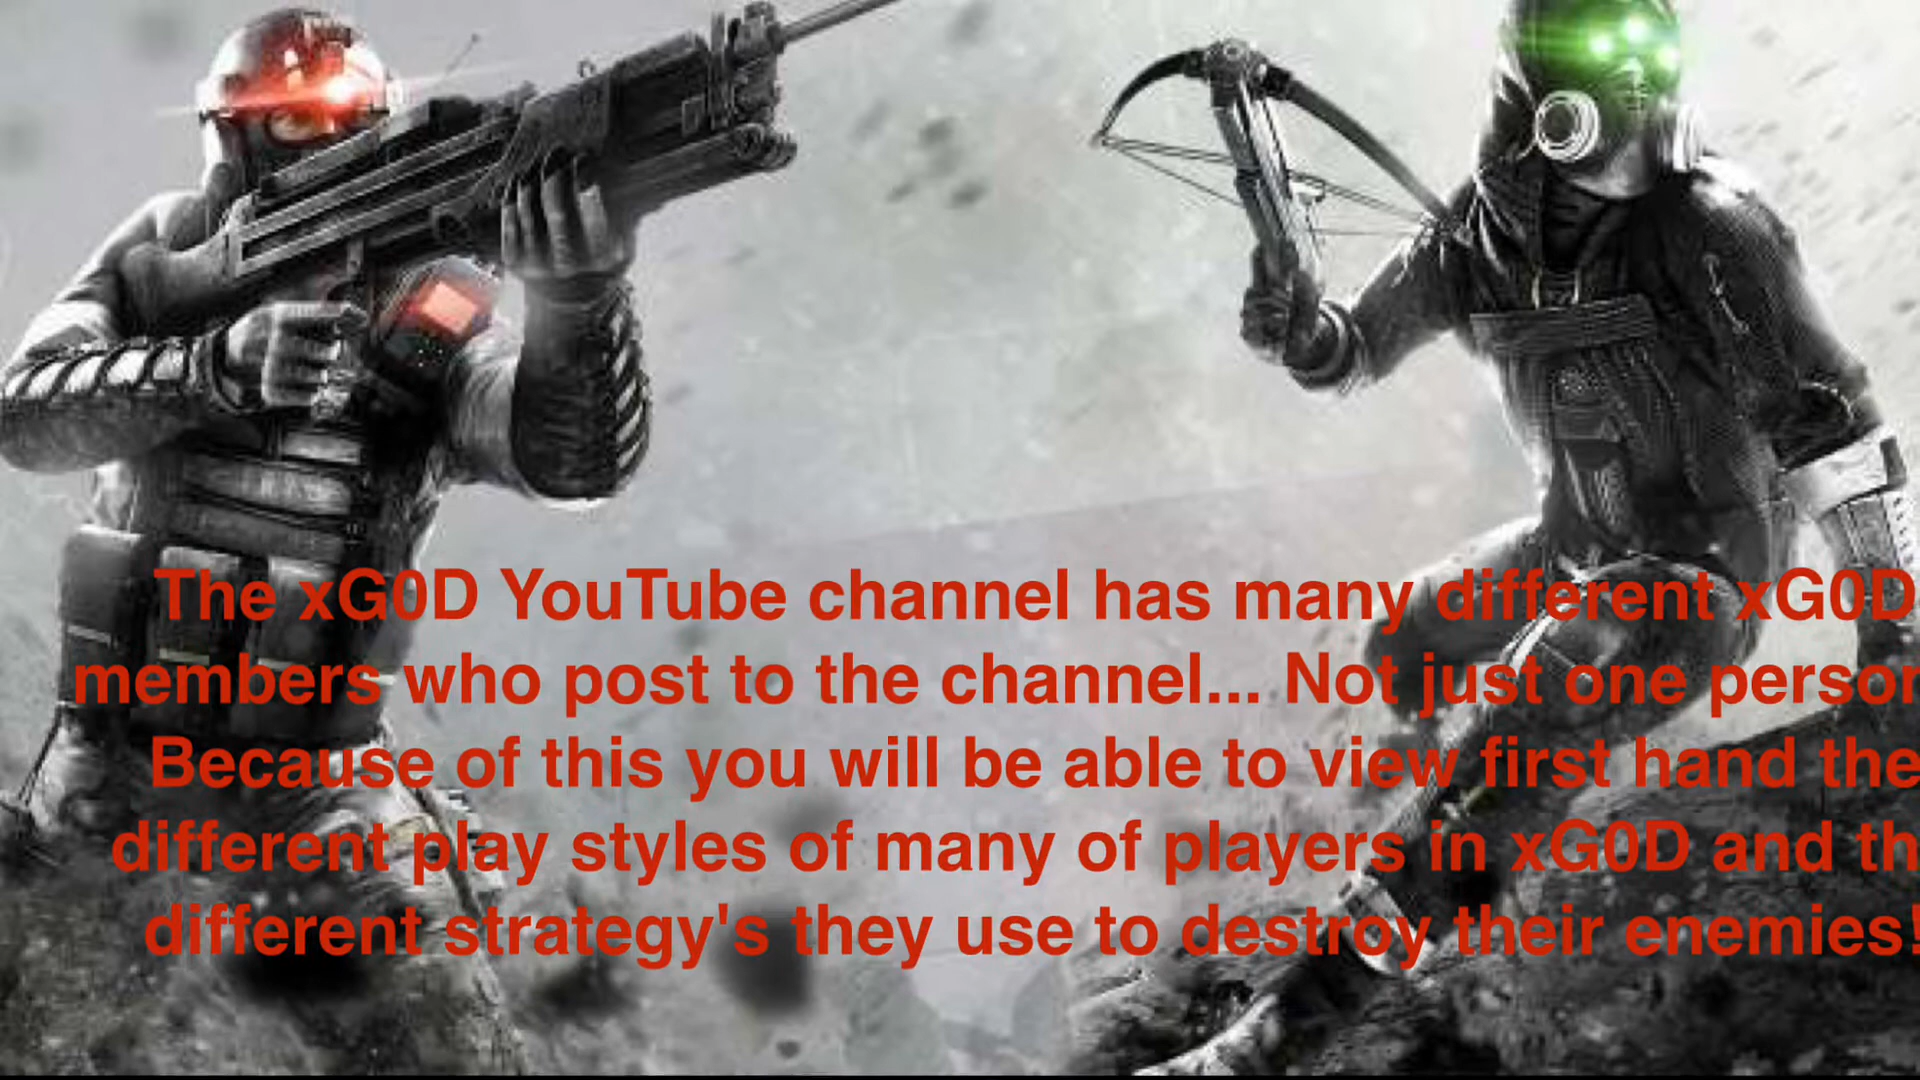 The xG0D YouTube channel has many different xG0D
members who post to the channel... Not just one person
Because of this you will be able to view first hand the
different play styles of many of players in xG0D and th
different strategy's they use to destroy their enemies!